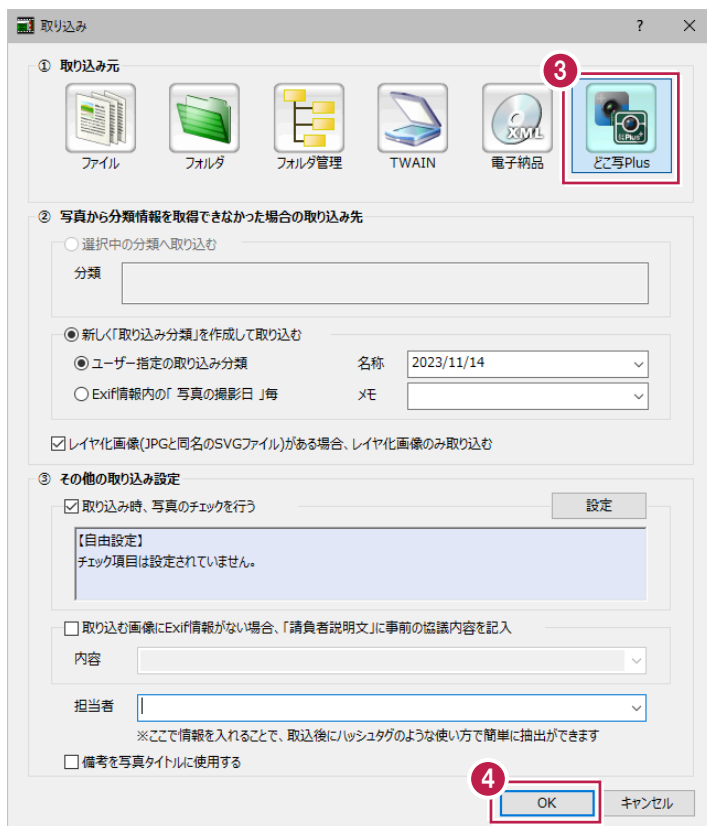 取り込み
? ×
① 取り込み元
3
ファイル
フォルダ
フォルダ管理
TWAIN
XML
電子納品
Plus
どこ写Plus
② 写真から分類情報を取得できなかった場合の取り込み先
選択中の分類へ取り込む
分類
新しく「取り込み分類」を作成して取り込む
ユーザー指定の取り込み分類
名称
2023/11/14
Exif情報内の「 写真の撮影日 」毎
メモ
レイヤ化画像(JPGと同名のSVGファイル)がある場合、レイヤ化画像のみ取り込む
③ その他の取り込み設定
取り込み時、写真のチェックを行う
設定
【自由設定】
チェック項目は設定されていません。
取り込む画像にExif情報がない場合、「請負者説明文」に事前の協議内容を記入
内容
担当者
※ここで情報を入れることで、取込後にハッシュタグのような使い方で簡単に抽出ができます
備考を写真タイトルに使用する
4
OK
キャンセル